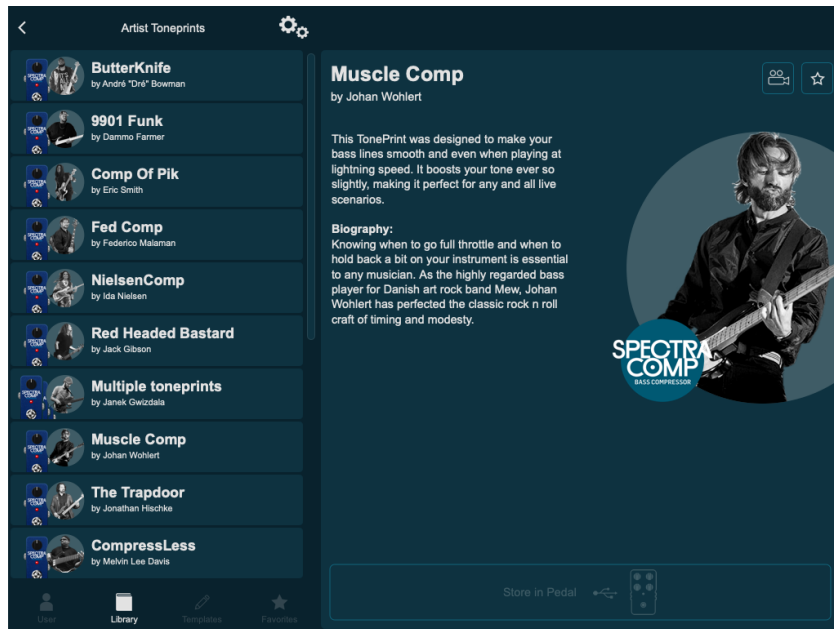 Artist Toneprints
ButterKnife
by André "Dré" Bowman
9901 Funk
by Dammo Farmer
Comp Of Pik
by Eric Smith
Fed Comp
by Federico Malaman
NielsenComp
by Ida Nielsen
Red Headed Bastard
by Jack Gibson
Multiple toneprints
by Janek Gwizdala
Muscle Comp
by Johan Wohlert
The Trapdoor
by Jonathan Hischke
CompressLess
by Melvin Lee Davis
User
Library
Templates
Favorites
Muscle Comp
by Johan Wohlert
This TonePrint was designed to make your
bass lines smooth and even when playing at
lightning speed. It boosts your tone ever so
slightly, making it perfect for any and all live
scenarios.
Biography:
Knowing when to go full throttle and when to
hold back a bit on your instrument is essential
to any musician. As the highly regarded bass
player for Danish art rock band Mew, Johan
Wohlert has perfected the classic rock n roll
craft of timing and modesty.
SPECTRA
COMP
BASS COMPRESSOR
Store in Pedal